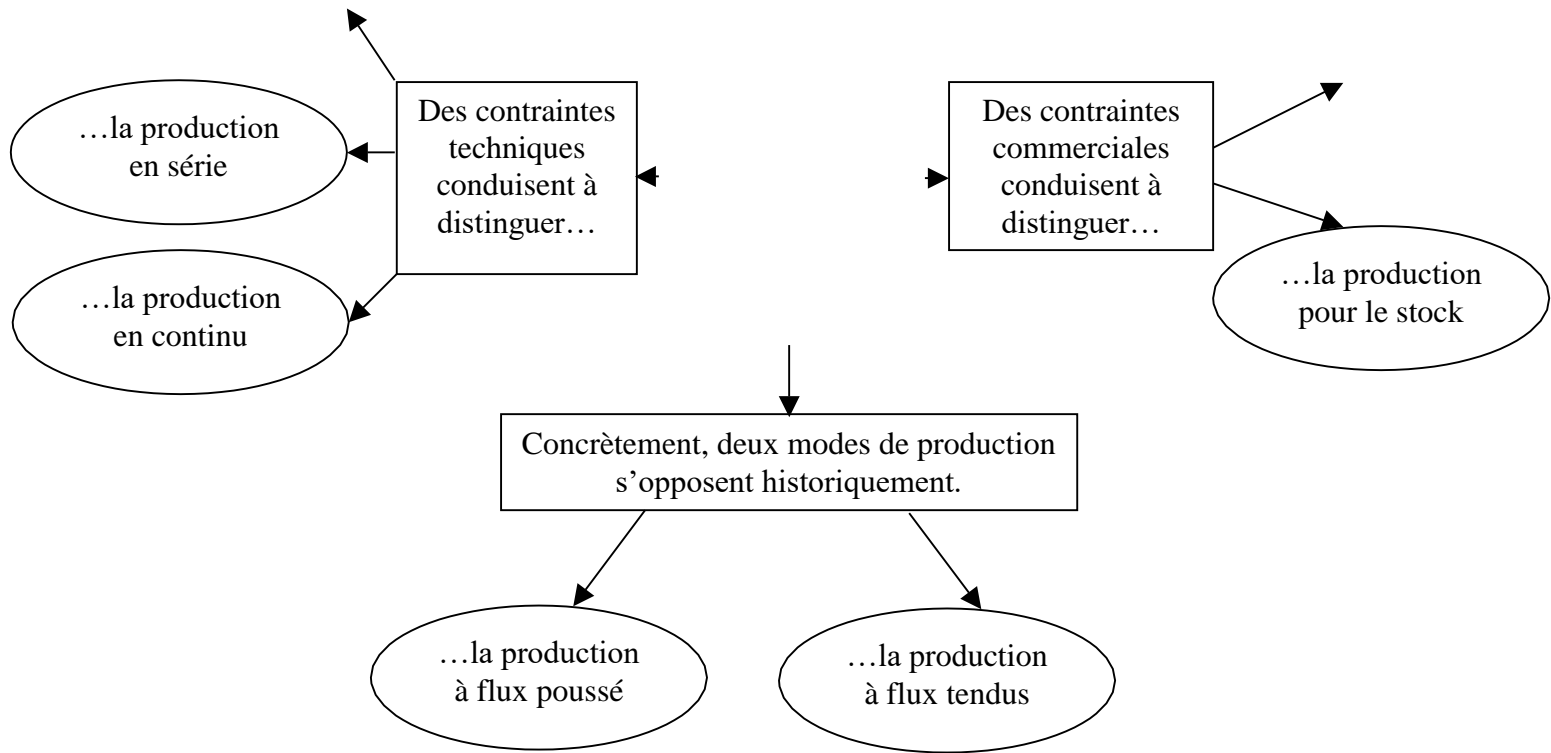 …la production
en série
Des contraintes
techniques
conduisent à
distinguer…
Des contraintes
commerciales
conduisent à
distinguer…
…la production
en continu
…la production
pour le stock
Concrètement, deux modes de production
s’opposent historiquement.
…la production
à flux poussé
…la production
à flux tendus